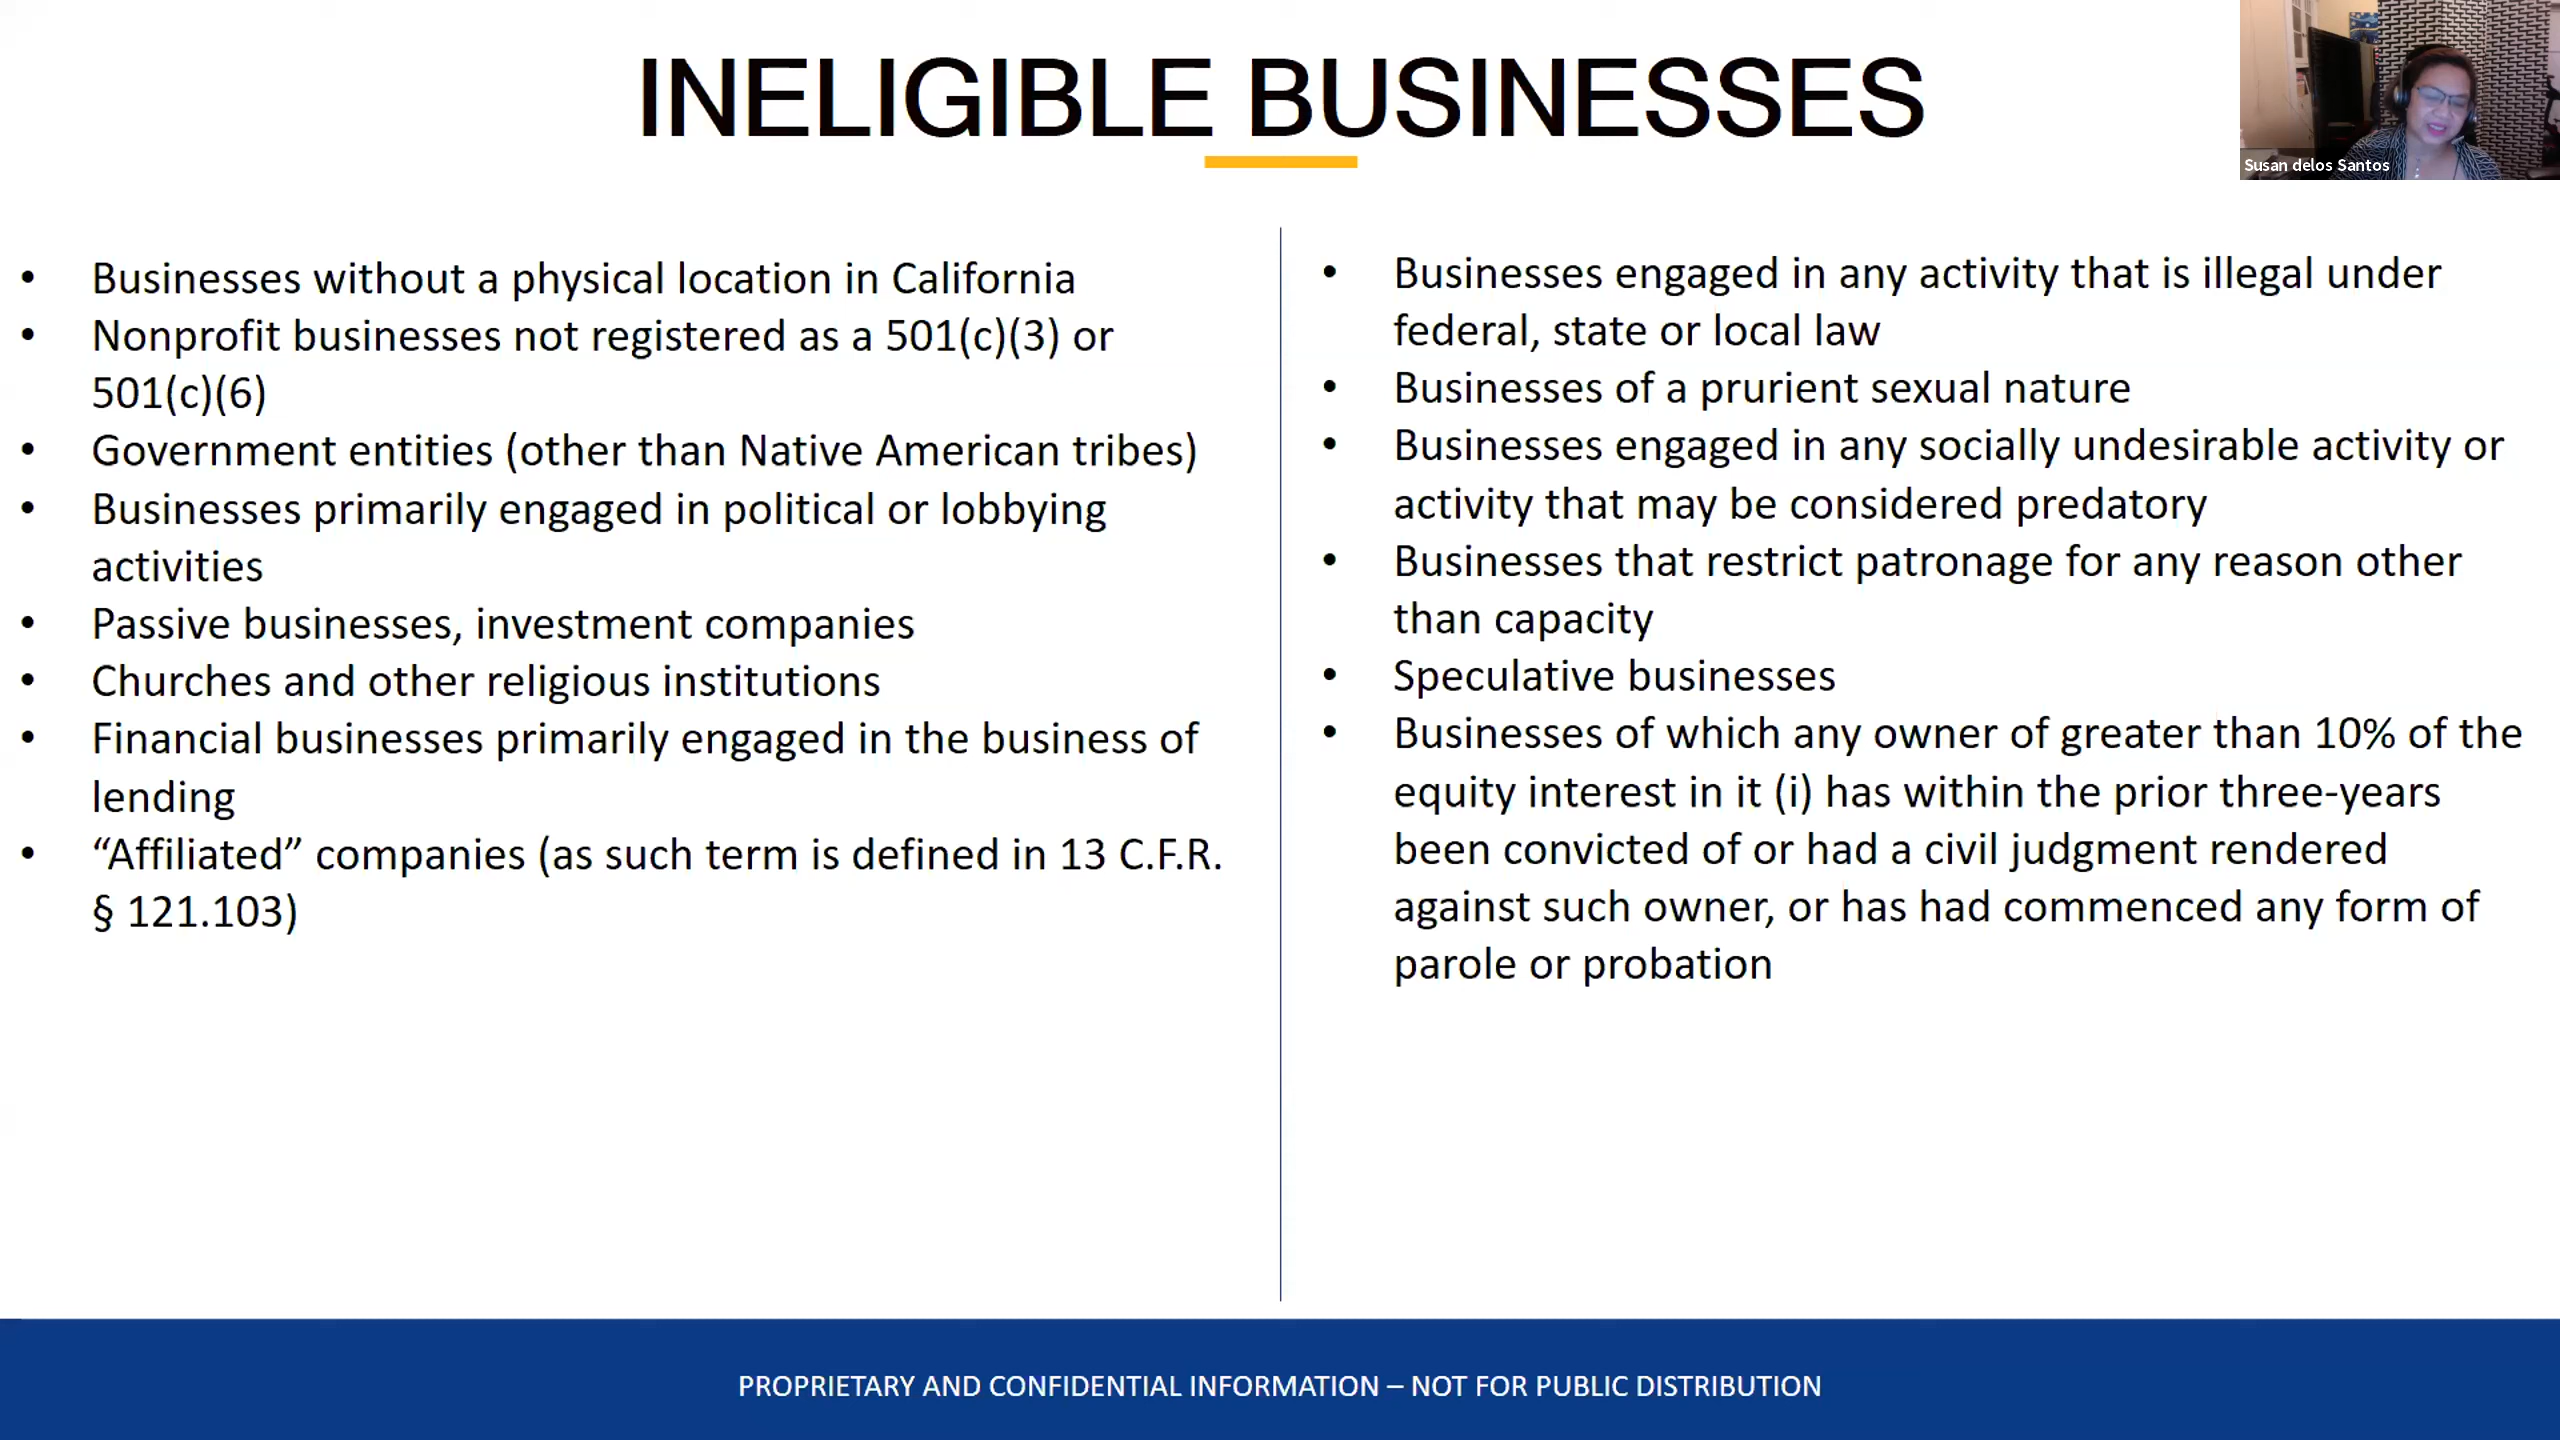 INELIGIBLE BUSINESSES
Susan delos Santos
• Businesses without a physical location in California
• Nonprofit businesses not registered as a 501(c)(3) or
501(c)(6)
• Government entities (other than Native American tribes)
• Businesses primarily engaged in political or lobbying
activities
• Passive businesses, investment companies
• Churches and other religious institutions
• Financial businesses primarily engaged in the business of
lending
• “Affiliated” companies (as such term is defined in 13 C.F.R.
§ 121.103)
• Businesses engaged in any activity that is illegal under
federal, state or local law
• Businesses of a prurient sexual nature
• Businesses engaged in any socially undesirable activity or
activity that may be considered predatory
• Businesses that restrict patronage for any reason other
than capacity
• Speculative businesses
• Businesses of which any owner of greater than 10% of the
equity interest in it (i) has within the prior three-years
been convicted of or had a civil judgment rendered
against such owner, or has had commenced any form of
parole or probation
PROPRIETARY AND CONFIDENTIAL INFORMATION – NOT FOR PUBLIC DISTRIBUTION